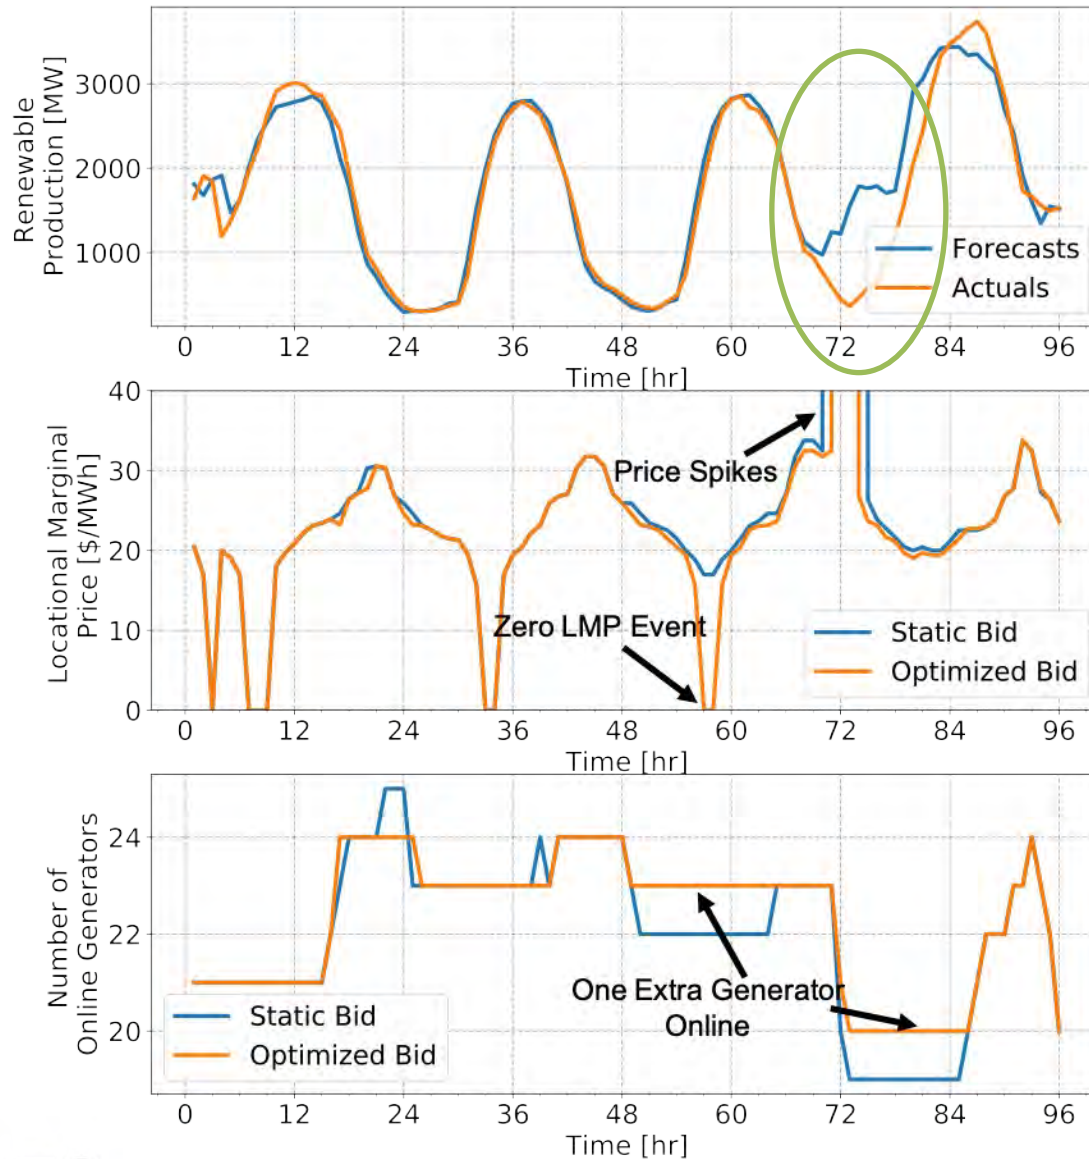 Renewable
Production [MW]
3000
2000
1000
Forecasts
Actuals
0 12 24 36 48 60 72 84 96
Time [hr]
Locational Marginal
Price [$/MWh]
40
30
20
10
0
Price Spikes
Zero LMP Event
Static Bid
Optimized Bid
0 12 24 36 48 60 72 84 96
Time [hr]
Number of
Online Generators
24
22
20
One Extra Generator
Online
Static Bid
Optimized Bid
0 12 24 36 48 60 72 84 96
Time [hr]